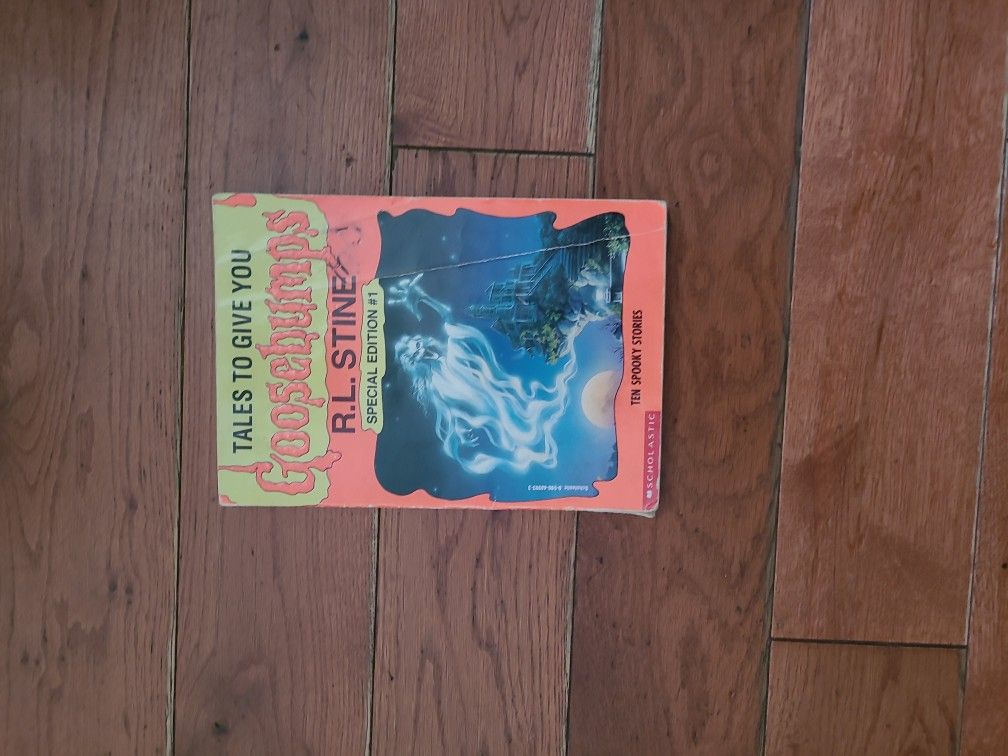 TALES TO GIVE YOU
Goosebumps
R.L. STINE
SPECIAL EDITION #1
TEN SPOOKY STORIES
SCHOLASTIC